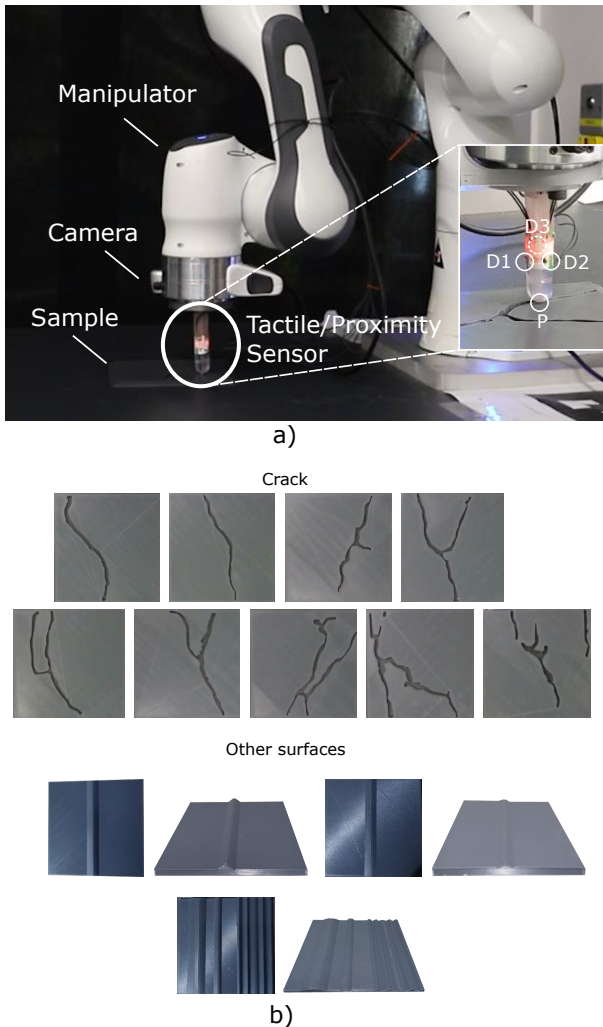 Manipulator
Camera
Sample
Tactile/Proximity
Sensor
D3
D1
D2
P
a)
Crack
Other surfaces
b)